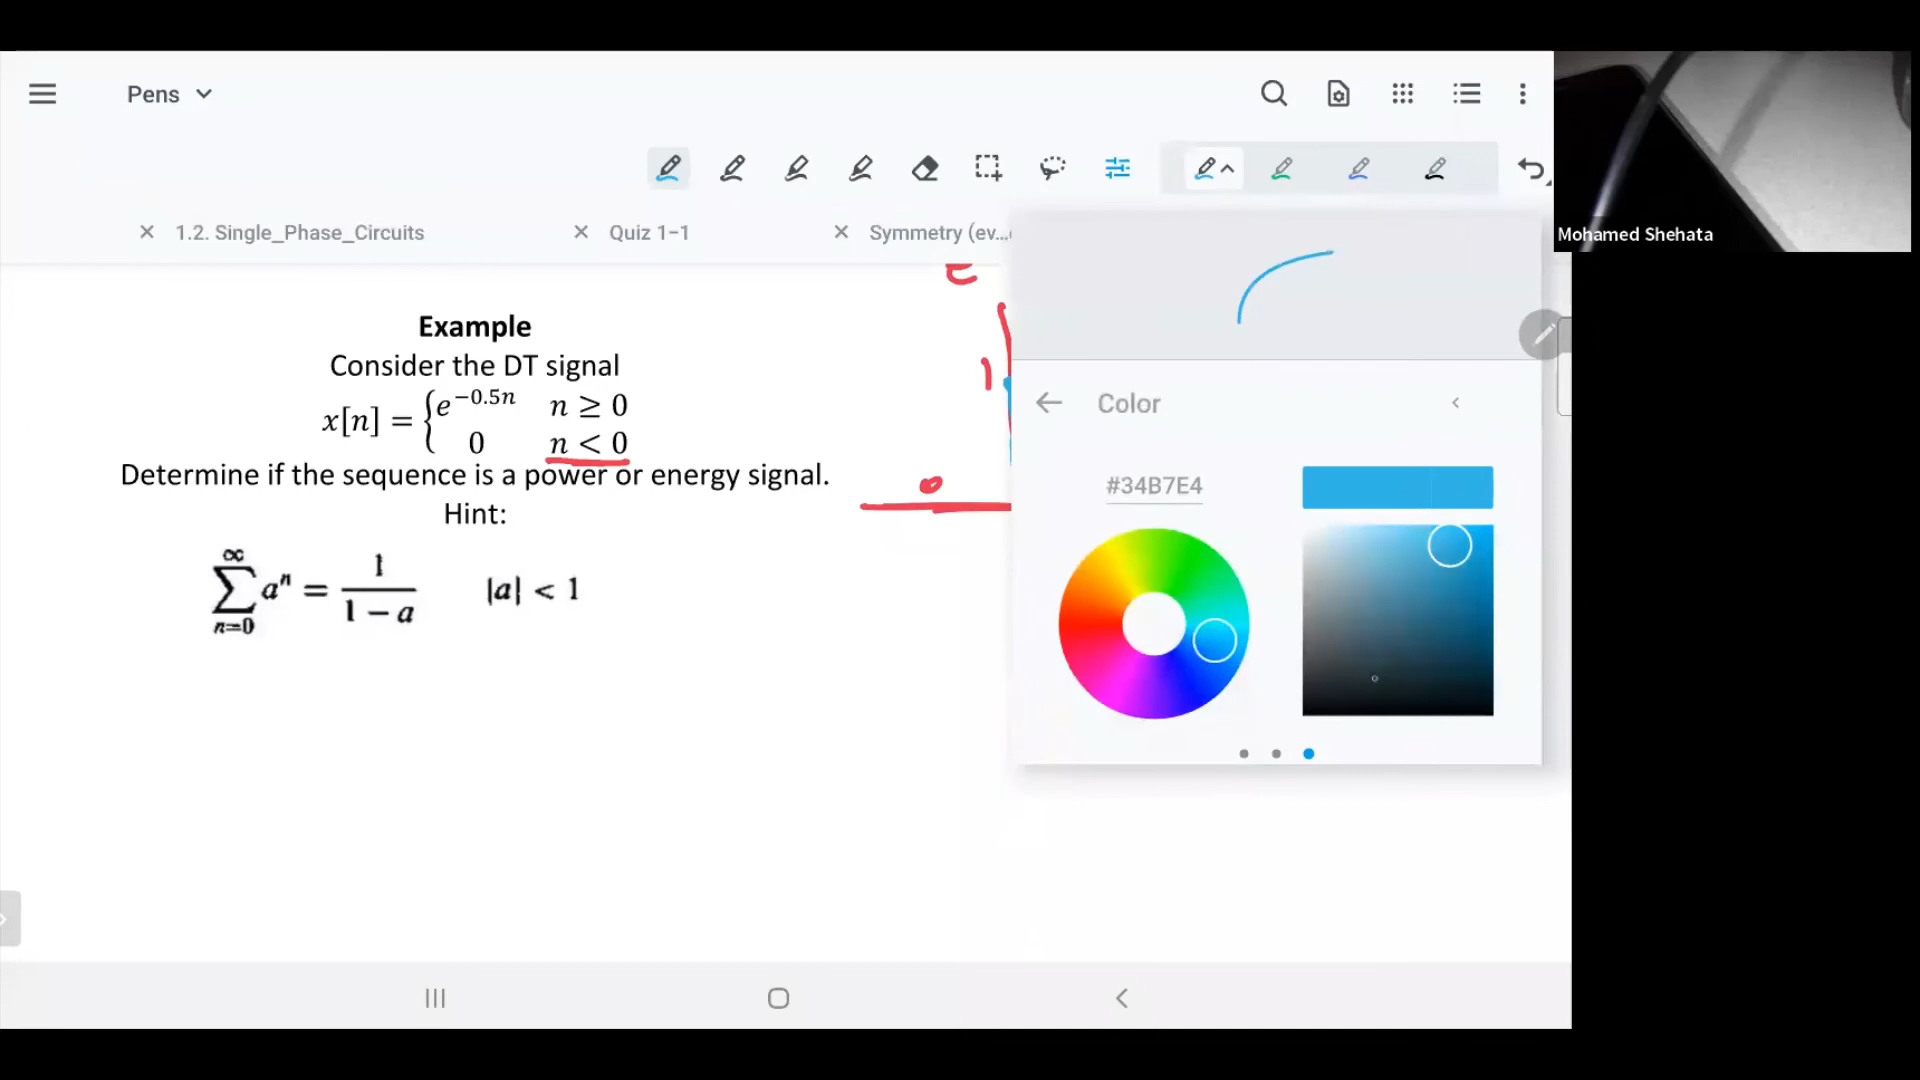 Pens
1.2. Single_Phase_Circuits
Quiz 1-1
Symmetry (ev...
Mohamed Shehata
e
1
Example
Consider the DT signal
x[n] = { e^{-0.5n} n ≥ 0
0 n < 0
Determine if the sequence is a power or energy signal.
Hint:
∑_{n=0}^{∞} a^n = 1/(1 − a) |a| < 1
Color
#34B7E4